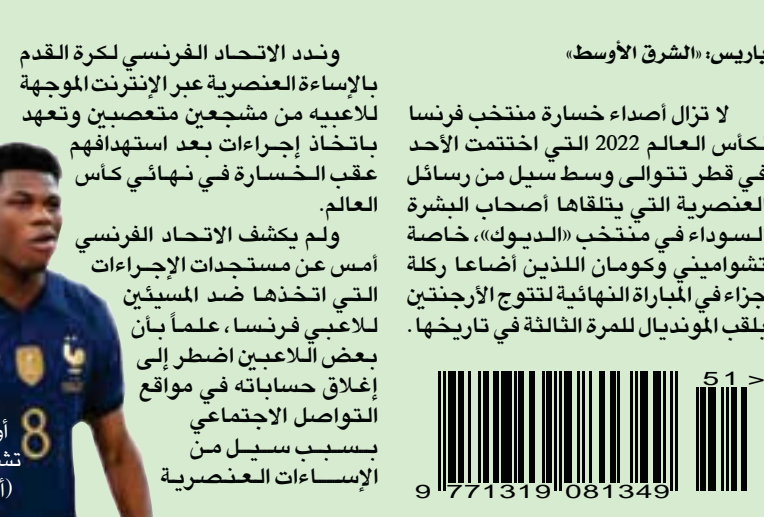 باريس: «الشرق الأوسط»
لا تزال أصداء خسارة منتخب فرنسا
لكأس العالم 2022 التي اختتمت الأحد
في قطر تتوالى وسط سيل من رسائل
العنصرية التي يتلقاها أصحاب البشرة
السوداء في منتخب «الديوك»، خاصة
تشواميني وكومان اللذين أضاعا ركلة
جزاء في المباراة النهائية لتتوج الأرجنتين
بلقب المونديال للمرة الثالثة في تاريخها.
51 >
9 771319 081349
وندد الاتحاد الفرنسي لكرة القدم
بالإساءة العنصرية عبر الإنترنت الموجهة
للاعبيه من مشجعين متعصبين وتعهد
باتخاذ إجراءات بعد استهدافهم
عقب الخسارة في نهائي كأس
العالم.
ولم يكشف الاتحاد الفرنسي
أمس عن مستجدات الإجراءات
التي اتخذها ضد المسيئين
للاعبي فرنسا، علماً بأن
بعض اللاعبين اضطر إلى
إغلاق حساباته في مواقع
التواصل الاجتماعي
بسبب سيل من
الإساءات العنصرية
8